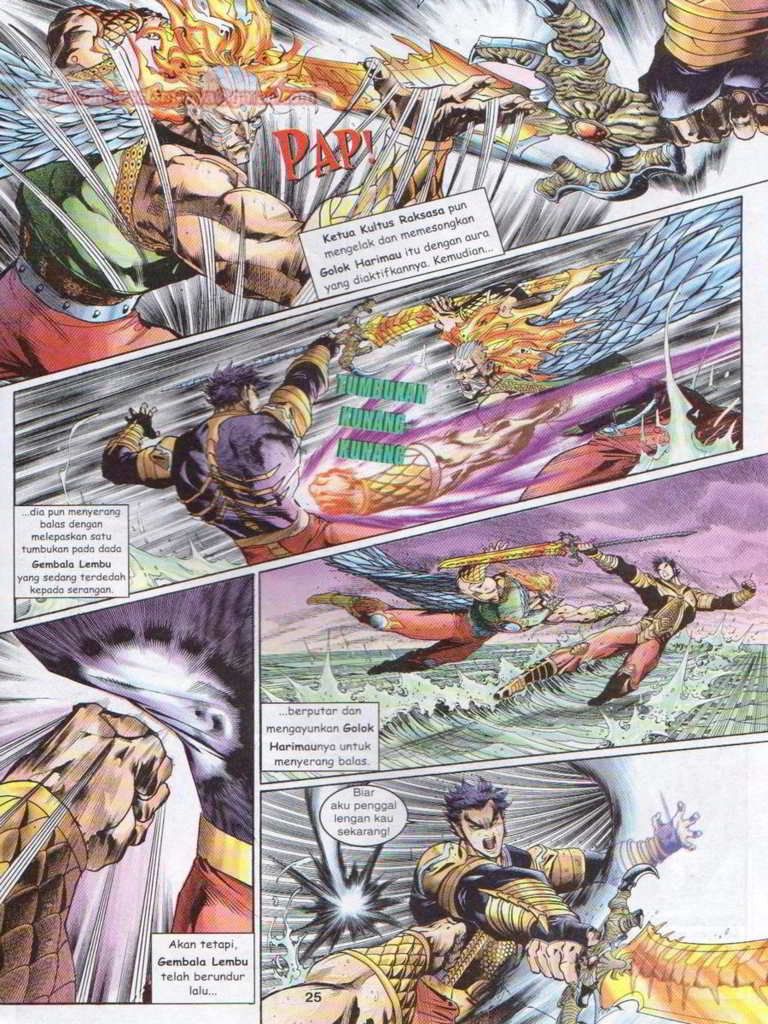 PAP!
Ketua Kultus Raksasa pun
mengelak dan memesongkan
Golok Harimau itu dengan aura
yang diaktifkannya. Kemudian...
TUMBUKAN
KUNANG-
KUNANG
...dia pun menyerang
balas dengan
melepaskan satu
tumbukan pada dada
Gembala Lembu
yang sedang terdedah
kepada serangan.
Akan tetapi,
Gembala Lembu
telah berundur
lalu...
...berputar dan
mengayunkan Golok
Harimaunya untuk
menyerang balas.
Biar
aku penggal
lengan kau
sekarang!
25